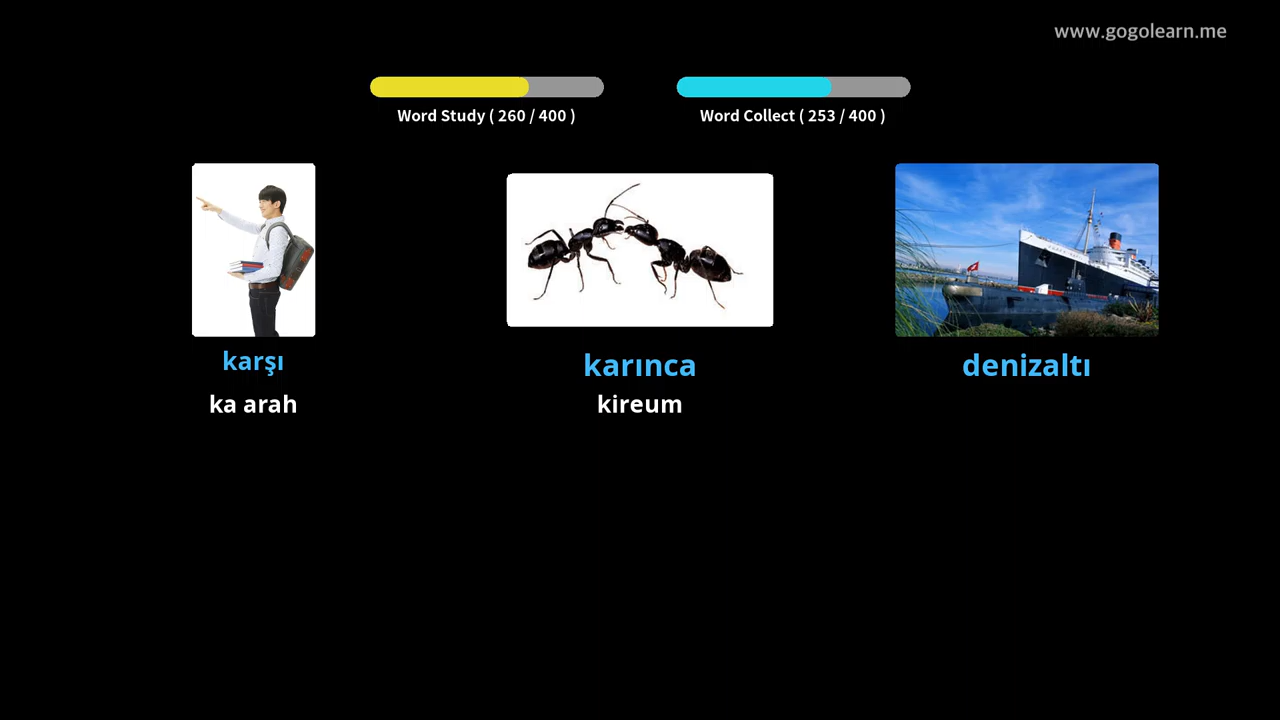 www.gogolearn.me
Word Study ( 260 / 400 )
Word Collect ( 253 / 400 )
karşı
karınca
denizaltı
ka arah
kireum